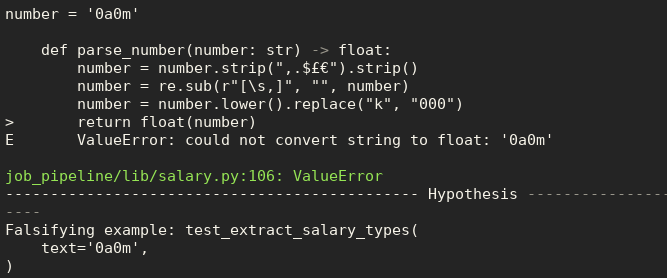 number = '0a0m'
    def parse_number(number: str) -> float:
        number = number.strip(",.$£€").strip()
        number = re.sub(r"[\s,]", "", number)
        number = number.lower().replace("k", "000")
>       return float(number)
E       ValueError: could not convert string to float: '0a0m'
job_pipeline/lib/salary.py:106: ValueError
---------------------------------------------- Hypothesis ----------------
----
Falsifying example: test_extract_salary_types(
    text='0a0m',
)